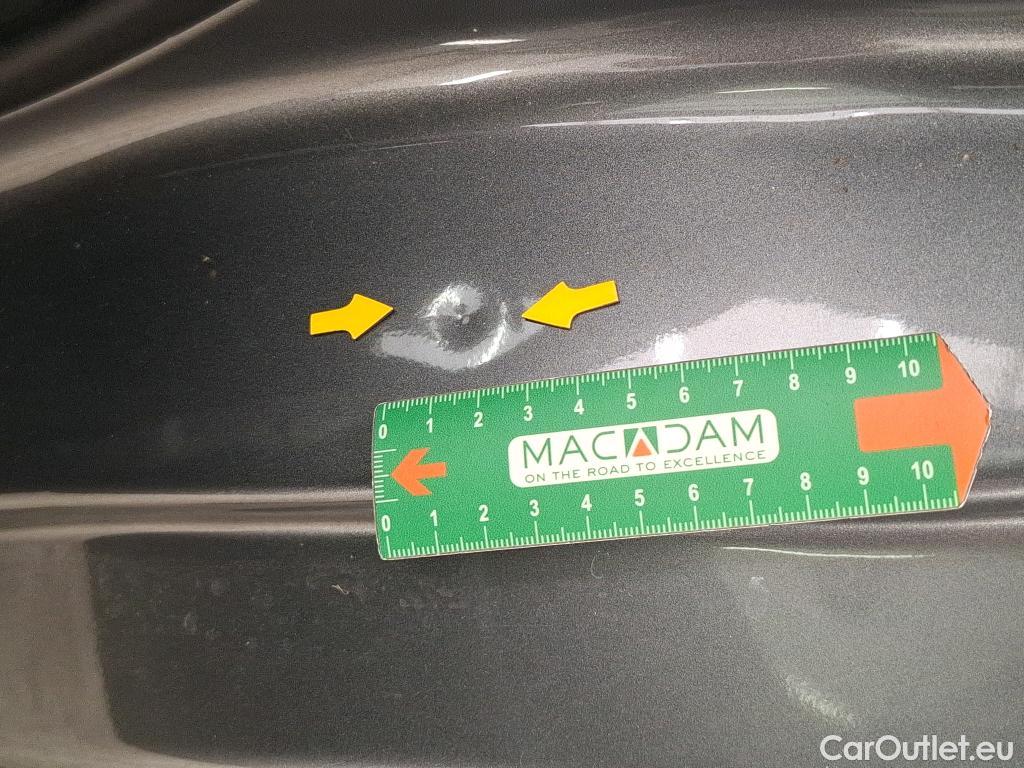 0 1 2 3 4 5 6 7 8 9 10
MACADAM
ON THE ROAD TO EXCELLENCE
0 1 2 3 4 5 6 7 8 9 10
CarOutlet.eu